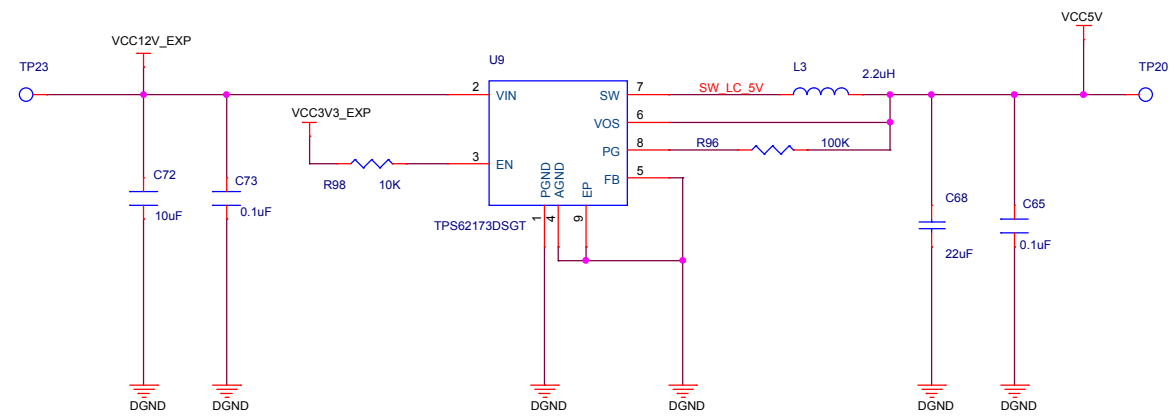 VCC5V
VCC12V_EXP
TP23
U9
L3
2.2uH
TP20
2
VIN
SW
7
SW_LC_5V
VCC3V3_EXP
VOS
6
PG
8
R96
100K
3
EN
FB
5
R98
10K
PGND
AGND
EP
C72
10uF
C73
0.1uF
TPS62173DSGT
1
4
9
C68
22uF
C65
0.1uF
DGND
DGND
DGND
DGND
DGND
DGND